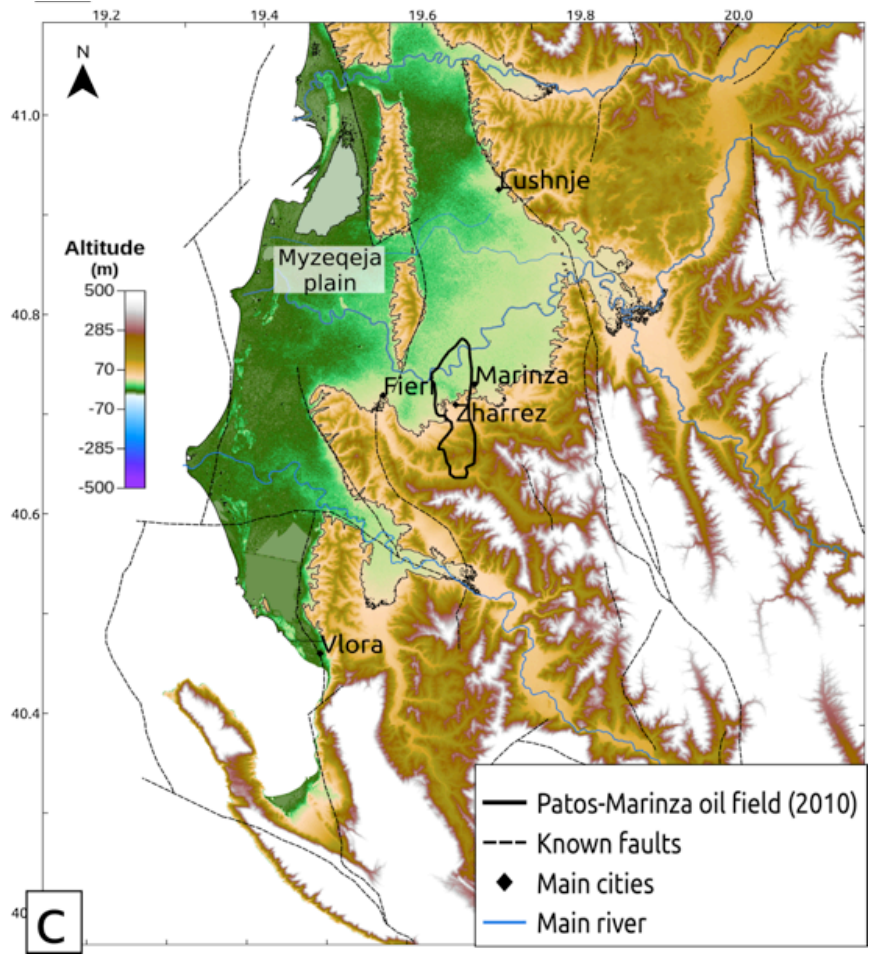 19.2 19.4 19.6 19.8 20.0
N
41.0
Lushnje
Altitude
(m)
Myzeqeja
plain
500
285
70
-70
-285
-500
40.8
Marinza
Fieri
Zharrez
40.6
Vlora
40.4
Patos-Marinza oil field (2010)
Known faults
Main cities
Main river
40
C